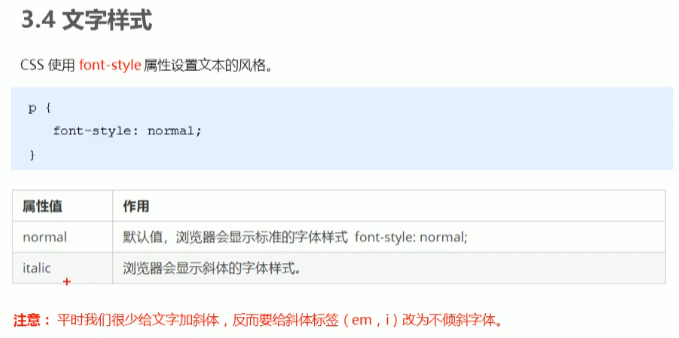 3.4 文字样式
CSS 使用 font-style 属性设置文本的风格。
p {
font-style: normal;
}
属性值 作用
normal 默认值，浏览器会显示标准的字体样式 font-style: normal;
italic 浏览器会显示斜体的字体样式。
注意： 平时我们很少给文字加斜体，反而要给斜体标签（em，i）改为不倾斜字体。